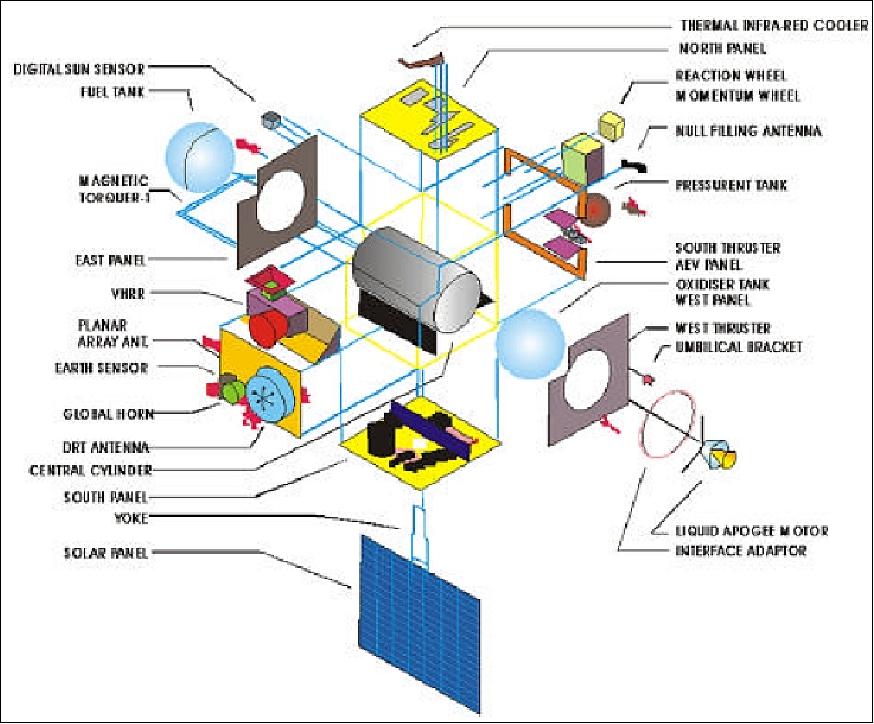 THERMAL INFRA-RED COOLER
NORTH PANEL
DIGITAL SUN SENSOR
REACTION WHEEL
FUEL TANK
MOMENTUM WHEEL
NULL FILLING ANTENNA
MAGNETIC
TORQUER-1
PRESSURENT TANK
EAST PANEL
SOUTH THRUSTER
AEV PANEL
VHRR
OXIDISER TANK
WEST PANEL
PLANAR
ARRAY ANT.
WEST THRUSTER
UMBILICAL BRACKET
EARTH SENSOR
GLOBAL HORN
DRT ANTENNA
CENTRAL CYLINDER
SOUTH PANEL
YOKE
LIQUID APOGEE MOTOR
INTERFACE ADAPTOR
SOLAR PANEL